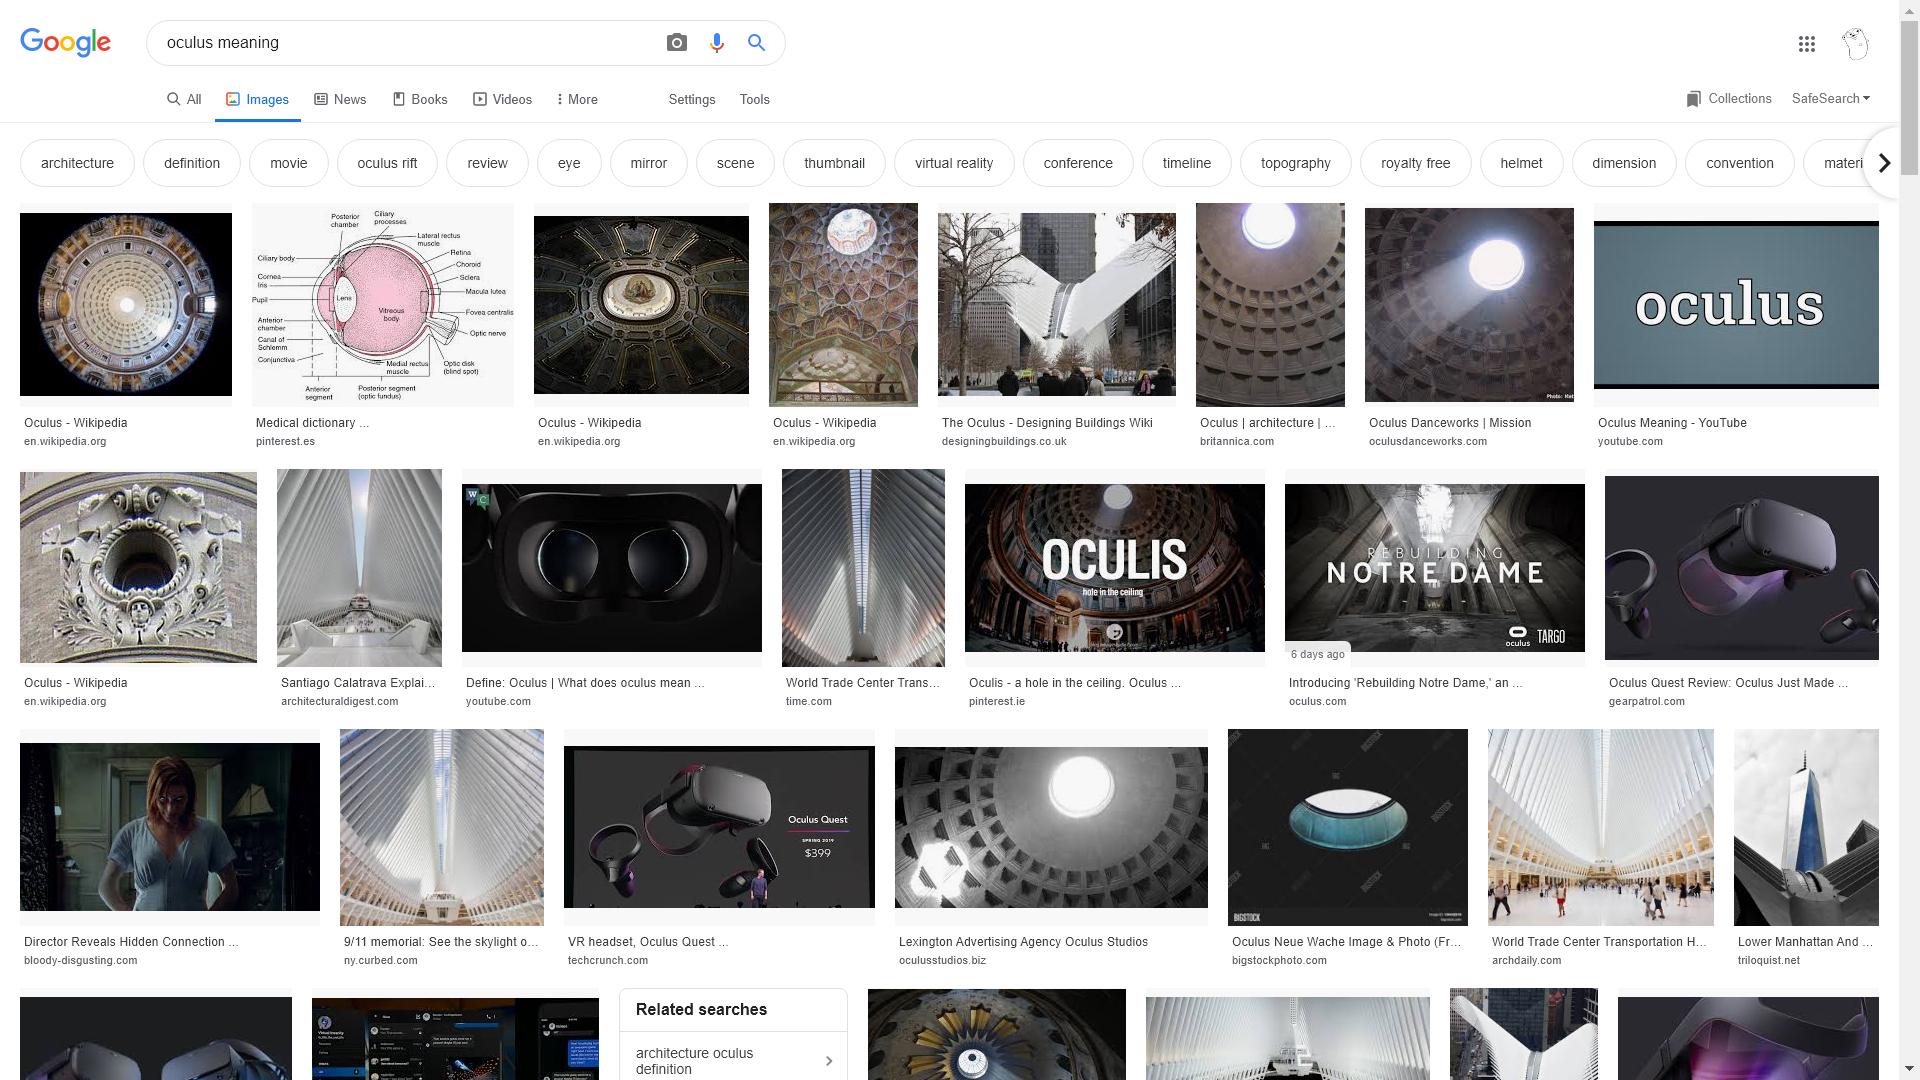 Google
oculus meaning
All
Images
News
Books
Videos
More
Settings
Tools
Collections
SafeSearch
architecture
definition
movie
oculus rift
review
eye
mirror
scene
thumbnail
virtual reality
conference
timeline
topography
royalty free
helmet
dimension
convention
materi
Posterior
chamber
Ciliary
processes
Lateral rectus
muscle
Retina
Choroid
Sclera
Macula lutea
Fovea centralis
Optic nerve
Optic disk
(blind spot)
Medial rectus
muscle
Posterior segment
(optic fundus)
Anterior
segment
Ciliary body
Cornea
Iris
Pupil
Lens
Vitreous
body
Anterior
chamber
Canal of
Schlemm
Conjunctiva
oculus
Oculus - Wikipedia
en.wikipedia.org
Medical dictionary ...
pinterest.es
Oculus - Wikipedia
en.wikipedia.org
Oculus - Wikipedia
en.wikipedia.org
The Oculus - Designing Buildings Wiki
designingbuildings.co.uk
Oculus | architecture | ...
britannica.com
Oculus Danceworks | Mission
oculusdanceworks.com
Oculus Meaning - YouTube
youtube.com
W
C
OCULIS
hole in the ceiling
REBUILDING
NOTRE DAME
oculus
TARGO
6 days ago
Oculus - Wikipedia
en.wikipedia.org
Santiago Calatrava Explai...
architecturaldigest.com
Define: Oculus | What does oculus mean ...
youtube.com
World Trade Center Trans...
time.com
Oculis - a hole in the ceiling. Oculus ...
pinterest.ie
Introducing 'Rebuilding Notre Dame,' an ...
oculus.com
Oculus Quest Review: Oculus Just Made ...
gearpatrol.com
Oculus Quest
SPRING 2019
$399
BIGSTOCK
Director Reveals Hidden Connection ...
bloody-disgusting.com
9/11 memorial: See the skylight o...
ny.curbed.com
VR headset, Oculus Quest ...
techcrunch.com
Lexington Advertising Agency Oculus Studios
oculusstudios.biz
Oculus Neue Wache Image & Photo (Fr...
bigstockphoto.com
World Trade Center Transportation H...
archdaily.com
Lower Manhattan And ...
triloquist.net
Related searches
architecture oculus
definition